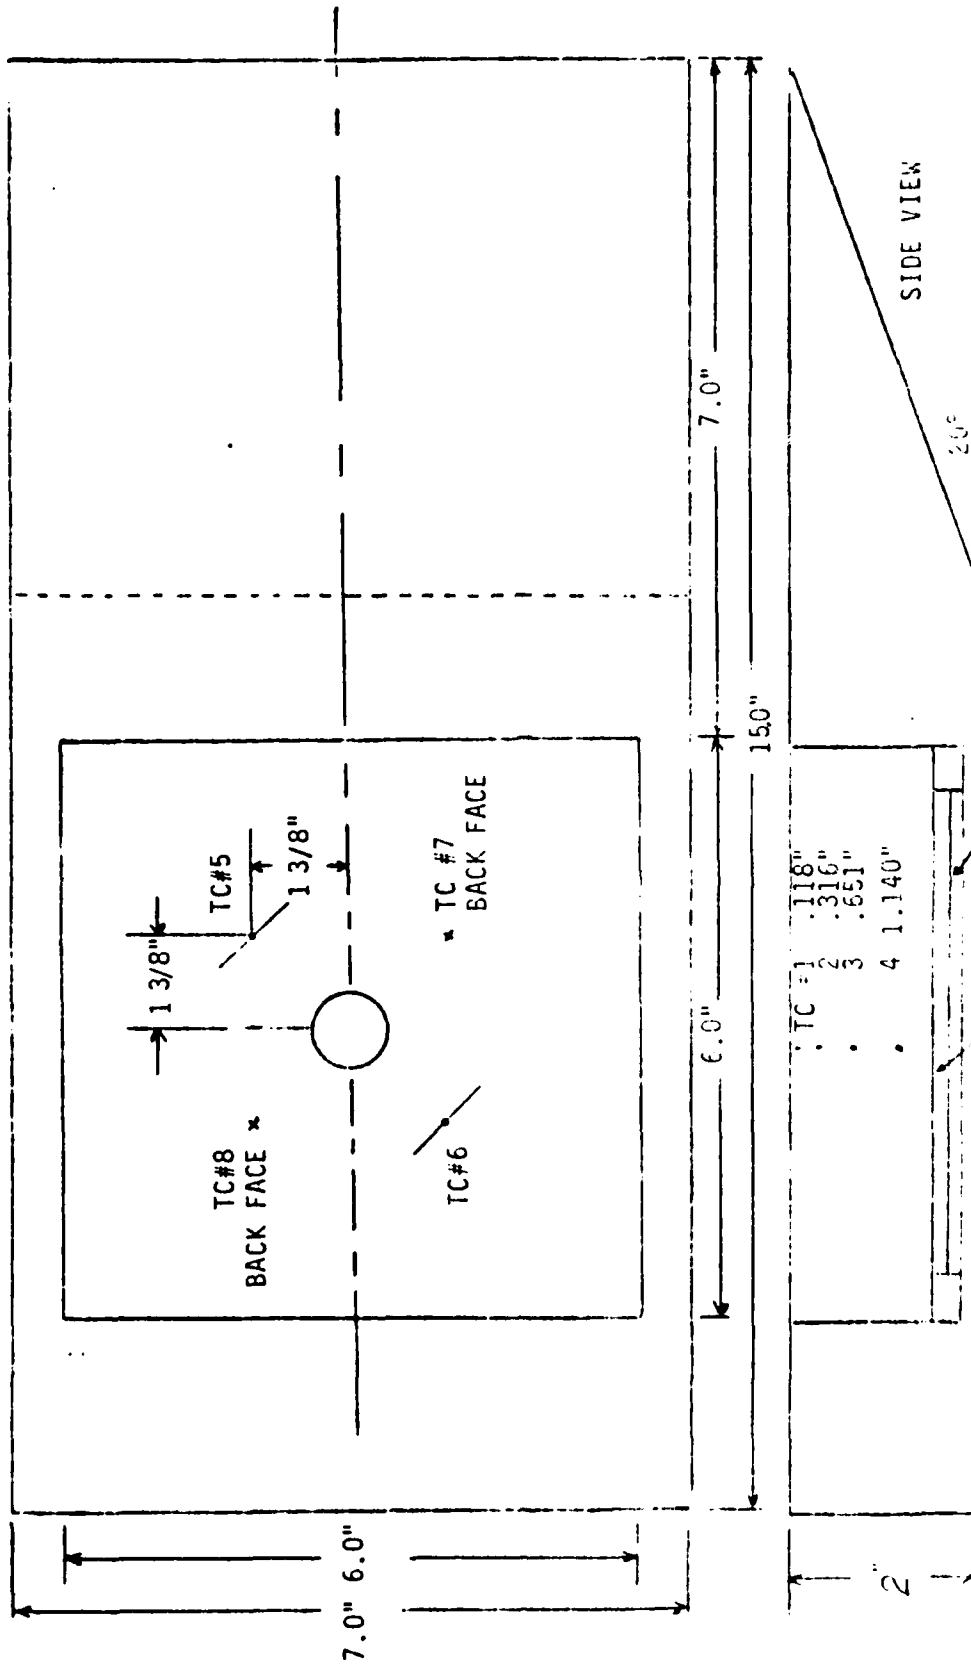 TC#8
BACK FACE
1 3/8"
TC#5
1 3/8"
TC #7
BACK FACE
TC#6
7.0"
6.0"
6.0"
7.0"
15.0"
TC #1 .118"
2 .316"
3 .651"
4 1.140"
2"
20°
SIDE VIEW